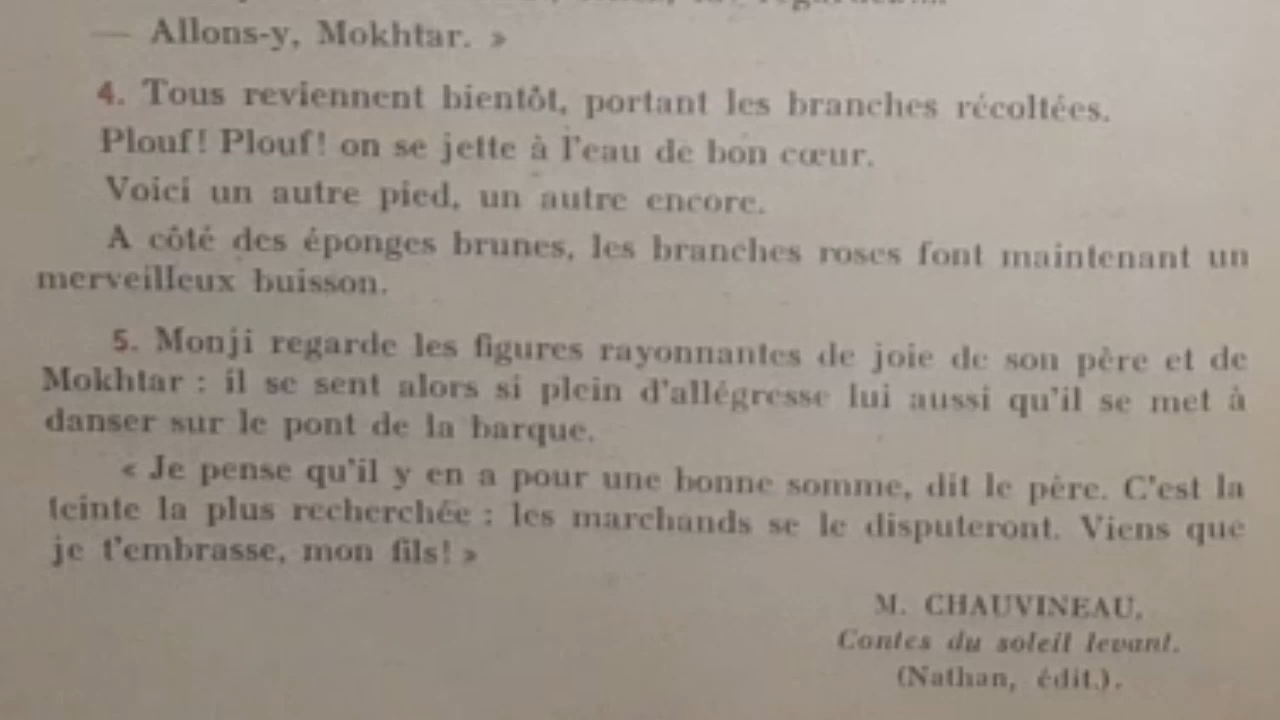 — Allons-y, Mokhtar. »
4. Tous reviennent bientôt, portant les branches récoltées.
Plouf! Plouf! on se jette à l'eau de bon cœur.
Voici un autre pied, un autre encore.
A côté des éponges brunes, les branches roses font maintenant un
merveilleux buisson.
5. Monji regarde les figures rayonnantes de joie de son père et de
Mokhtar : il se sent alors si plein d'allégresse lui aussi qu'il se met à
danser sur le pont de la barque.
« Je pense qu'il y en a pour une bonne somme, dit le père. C'est la
teinte la plus recherchée : les marchands se le disputeront. Viens que
je t'embrasse, mon fils! »
M. CHAUVINEAU,
Contes du soleil levant.
(Nathan, édit.).